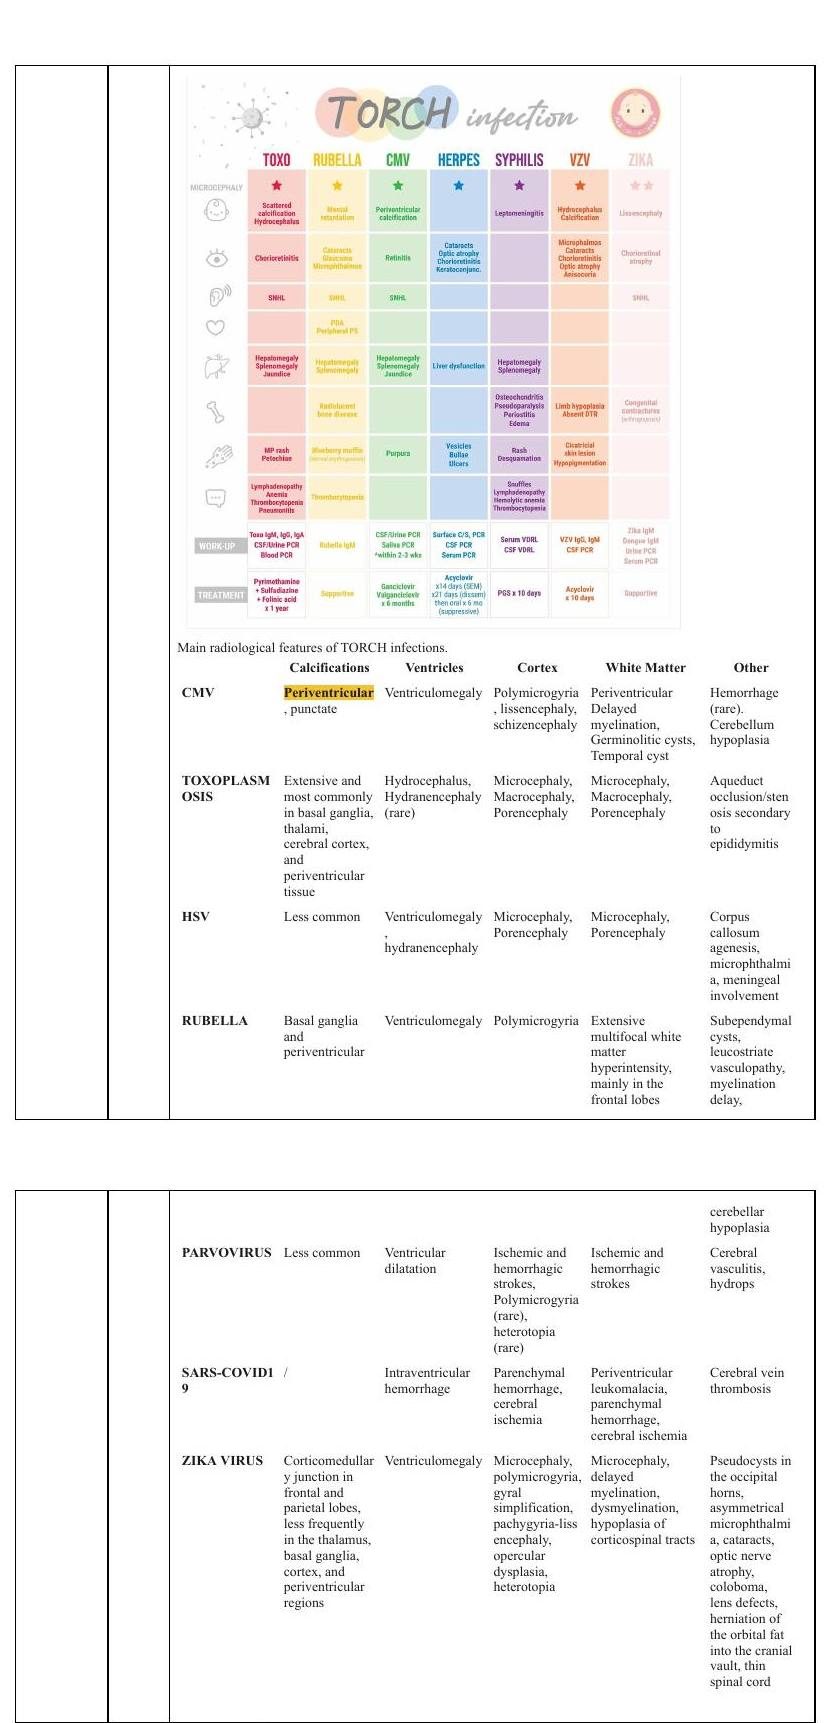 TORCH infection
TOXO RUBELLA CMV HERPES SYPHILIS VZV ZIKA
MICROCEPHALY
Scattered
calcification
Hydrocephalus
Mental
retardation
Periventricular
calcification
Leptomeningitis
Hydrocephalus
Calcification
Lissencephaly
Chorioretinitis
Cataracts
Glaucoma
Microphthalmos
Retinitis
Cataracts
Optic atrophy
Chorioretinitis
Keratoconjunc.
Microphalmos
Cataracts
Chorioretinitis
Optic atrophy
Anisocoria
Chorioretinal
atrophy
SNHL
SNHL
SNHL
SNHL
PDA
Peripheral PS
Hepatomegaly
Splenomegaly
Jaundice
Hepatomegaly
Splenomegaly
Hepatomegaly
Splenomegaly
Jaundice
Liver dysfunction
Hepatomegaly
Splenomegaly
Radiolucent
bone disease
Osteochondritis
Pseudoparalysis
Periostitis
Edema
Limb hypoplasia
Absent DTR
Congenital
contractures
MP rash
Petechiae
Blueberry muffin
Purpura
Vesicles
Bullae
Ulcers
Rash
Desquamation
Cicatricial
skin lesion
Hypopigmentation
Lymphadenopathy
Anemia
Thrombocytopenia
Pneumonitis
Thrombocytopenia
Snuffles
Lymphadenopathy
Hemolytic anemia
Thrombocytopenia
WORK-UP
Toxo IgM, IgG, IgA
CSF/Urine PCR
Blood PCR
Rubella IgM
CSF/Urine PCR
Saliva PCR
*within 2-3 wks
Surface C/S, PCR
CSF PCR
Serum PCR
Serum VDRL
CSF VDRL
VZV IgG, IgM
CSF PCR
Zika IgM
Dengue IgM
Urine PCR
Serum PCR
TREATMENT
Pyrimethamine
+ Sulfadiazine
+ Folinic acid
x 1 year
Supportive
Ganciclovir
Valganciclovir
x 6 months
Acyclovir
x14 days (SEM)
x21 days (dissem)
then oral x 6 mo
(suppressive)
PGS x 10 days
Acyclovir
x 10 days
Supportive
Main radiological features of TORCH infections.
Calcifications Ventricles Cortex White Matter Other
CMV Periventricular Ventriculomegaly Polymicrogyria Periventricular Hemorrhage
, punctate , lissencephaly, Delayed (rare).
schizencephaly myelination, Cerebellum
Germinolitic cysts, hypoplasia
Temporal cyst
TOXOPLASM Extensive and Hydrocephalus, Microcephaly, Microcephaly, Aqueduct
OSIS most commonly Hydranencephaly Macrocephaly, Macrocephaly, occlusion/sten
in basal ganglia, (rare) Porencephaly Porencephaly osis secondary
thalami, to
cerebral cortex, epididymitis
and
periventricular
tissue
HSV Less common Ventriculomegaly Microcephaly, Microcephaly, Corpus
, Porencephaly Porencephaly callosum
hydranencephaly agenesis,
microphthalmi
a, meningeal
involvement
RUBELLA Basal ganglia Ventriculomegaly Polymicrogyria Extensive Subependymal
and multifocal white cysts,
periventricular matter leucostriate
hyperintensity, vasculopathy,
mainly in the myelination
frontal lobes delay,
cerebellar
hypoplasia
PARVOVIRUS Less common Ventricular Ischemic and Ischemic and Cerebral
dilatation hemorrhagic hemorrhagic vasculitis,
strokes, strokes hydrops
Polymicrogyria
(rare),
heterotopia
(rare)
SARS-COVID1 / Intraventricular Parenchymal Periventricular Cerebral vein
9 hemorrhage hemorrhage, leukomalacia, thrombosis
cerebral parenchymal
ischemia hemorrhage,
cerebral ischemia
ZIKA VIRUS Corticomedullar Ventriculomegaly Microcephaly, Microcephaly, Pseudocysts in
y junction in polymicrogyria, delayed the occipital
frontal and gyral myelination, horns,
parietal lobes, simplification, dysmyelination, asymmetrical
less frequently pachygyria-liss hypoplasia of microphthalmi
in the thalamus, encephaly, corticospinal tracts a, cataracts,
basal ganglia, opercular optic nerve
cortex, and dysplasia, atrophy,
periventricular heterotopia coloboma,
regions lens defects,
herniation of
the orbital fat
into the cranial
vault, thin
spinal cord